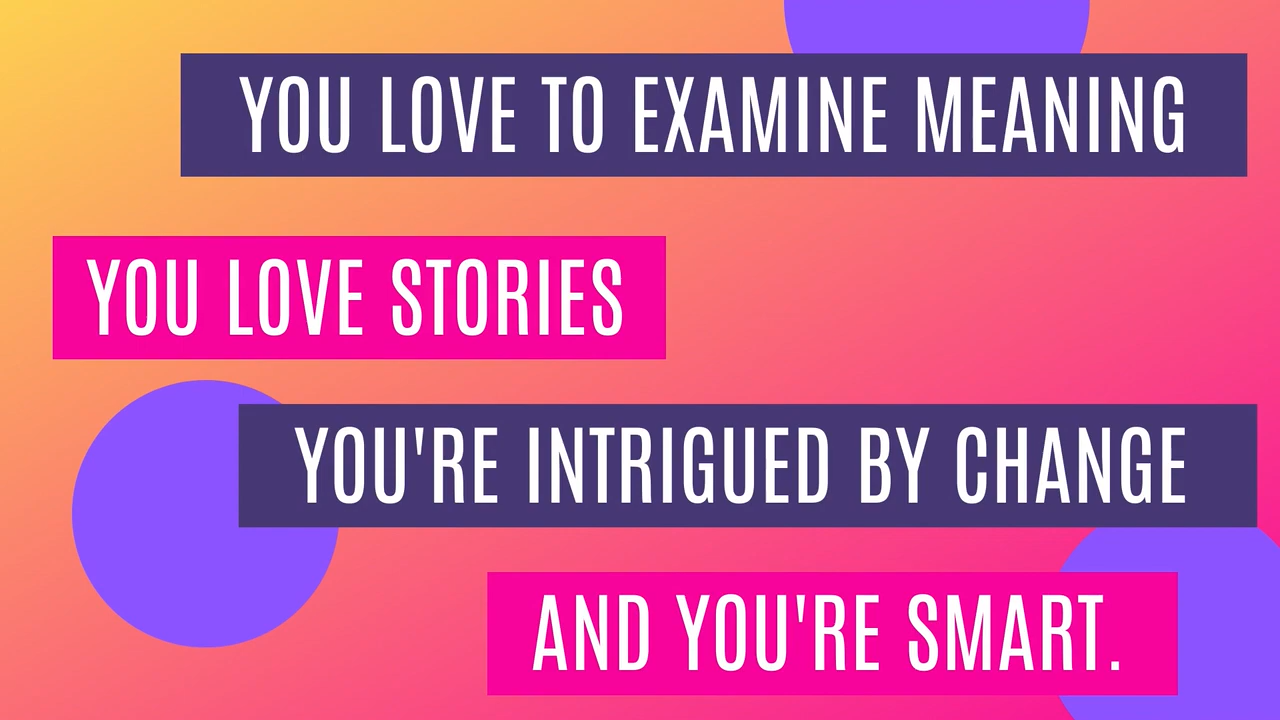 YOU LOVE TO EXAMINE MEANING
YOU LOVE STORIES
YOU'RE INTRIGUED BY CHANGE
AND YOU'RE SMART.